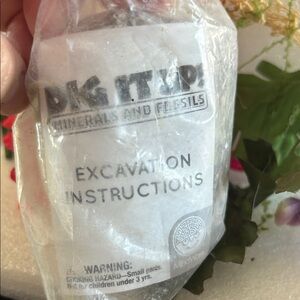 DIG IT UP!
MINERALS AND FOSSILS
EXCAVATION
INSTRUCTIONS
WARNING:
CHOKING HAZARD—Small parts.
Not for children under 3 yrs.